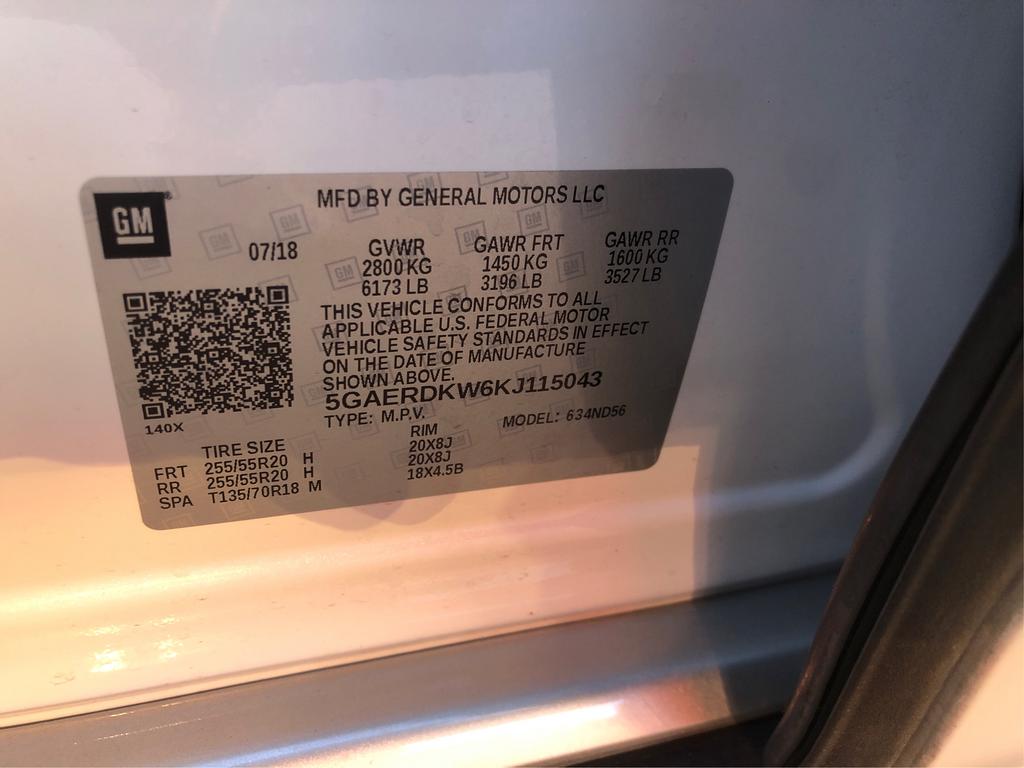 GM
MFD BY GENERAL MOTORS LLC
07/18
GVWR GAWR FRT GAWR RR
2800 KG 1450 KG 1600 KG
6173 LB 3196 LB 3527 LB
THIS VEHICLE CONFORMS TO ALL
APPLICABLE U.S. FEDERAL MOTOR
VEHICLE SAFETY STANDARDS IN EFFECT
ON THE DATE OF MANUFACTURE
SHOWN ABOVE.
5GAERDKW6KJ115043
TYPE: M.P.V. MODEL: 634ND56
140X
TIRE SIZE RIM
FRT 255/55R20 H 20X8J
RR 255/55R20 H 20X8J
SPA T135/70R18 M 18X4.5B